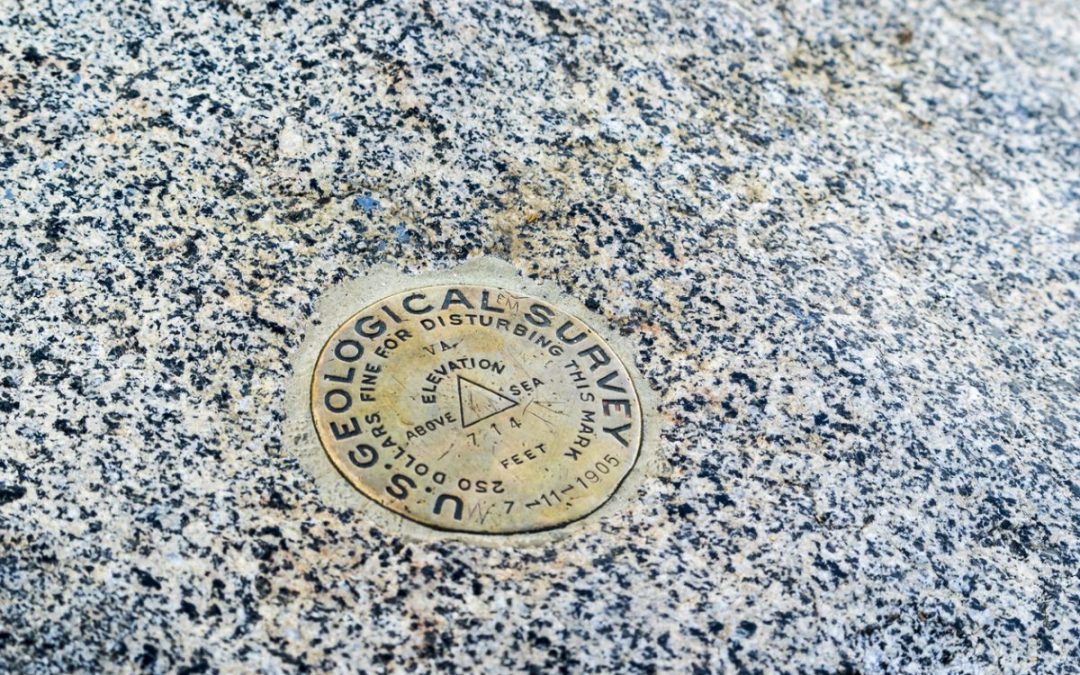 U.S. GEOLOGICAL SURVEY
250 DOLLARS FINE FOR DISTURBING THIS MARK
VA.
ELEVATION
ABOVE SEA
714
FEET
7-11-1905